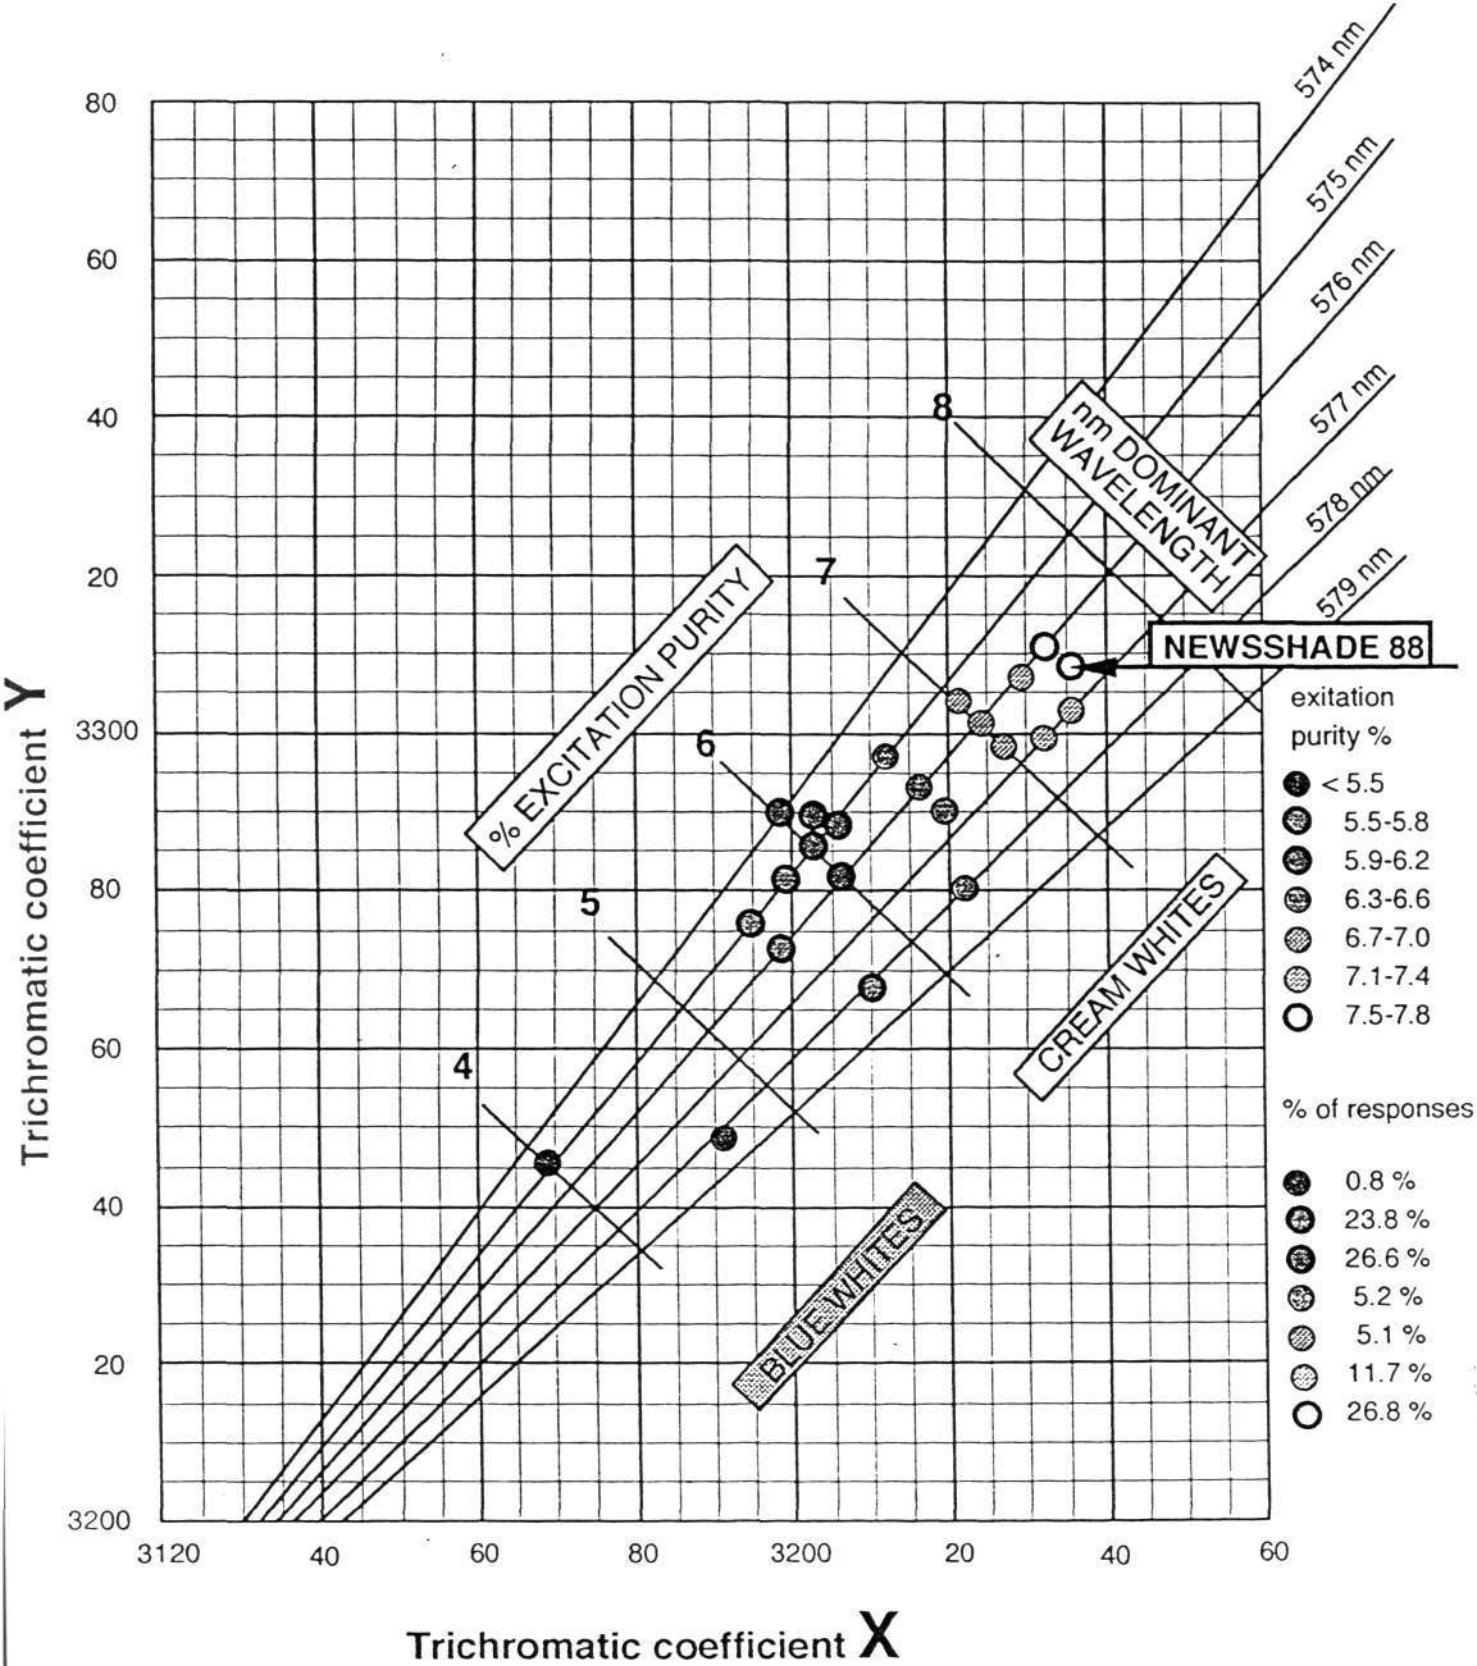 574 nm
575 nm
576 nm
577 nm
578 nm
579 nm
80
60
40
20
3300
80
60
40
20
3200
Trichromatic coefficient Y
8
7
6
5
4
nm DOMINANT
WAVELENGTH
% EXCITATION PURITY
NEWSSHADE 88
CREAM WHITES
BLUE WHITES
exitation
purity %
< 5.5
5.5-5.8
5.9-6.2
6.3-6.6
6.7-7.0
7.1-7.4
7.5-7.8
% of responses
0.8 %
23.8 %
26.6 %
5.2 %
5.1 %
11.7 %
26.8 %
3120 40 60 80 3200 20 40 60
Trichromatic coefficient X